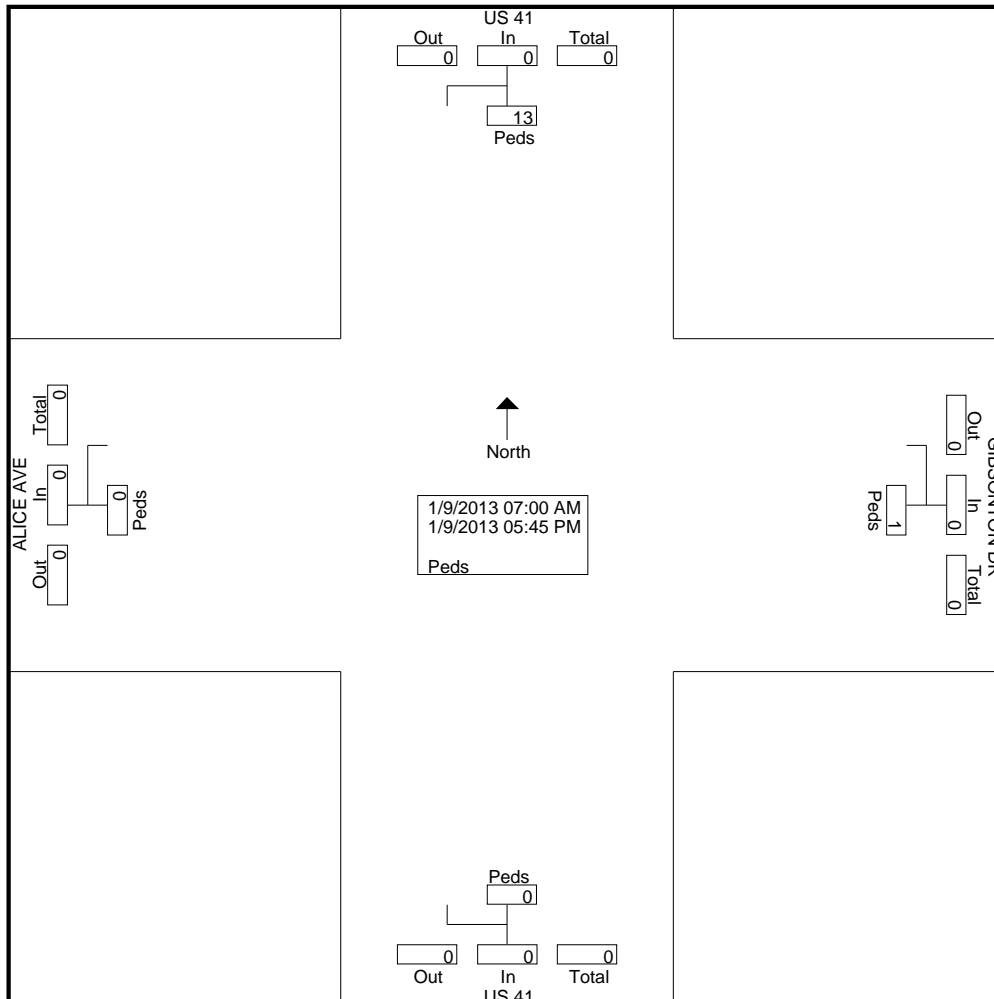 US 41
Out In Total
0 0 0
13
Peds
Total
0
In
0
Out
0
0
Peds
ALICE AVE
North
1/9/2013 07:00 AM
1/9/2013 05:45 PM
Peds
Out
0
In
0
Total
0
1
Peds
Peds
0
0 0 0
Out In Total
US 41